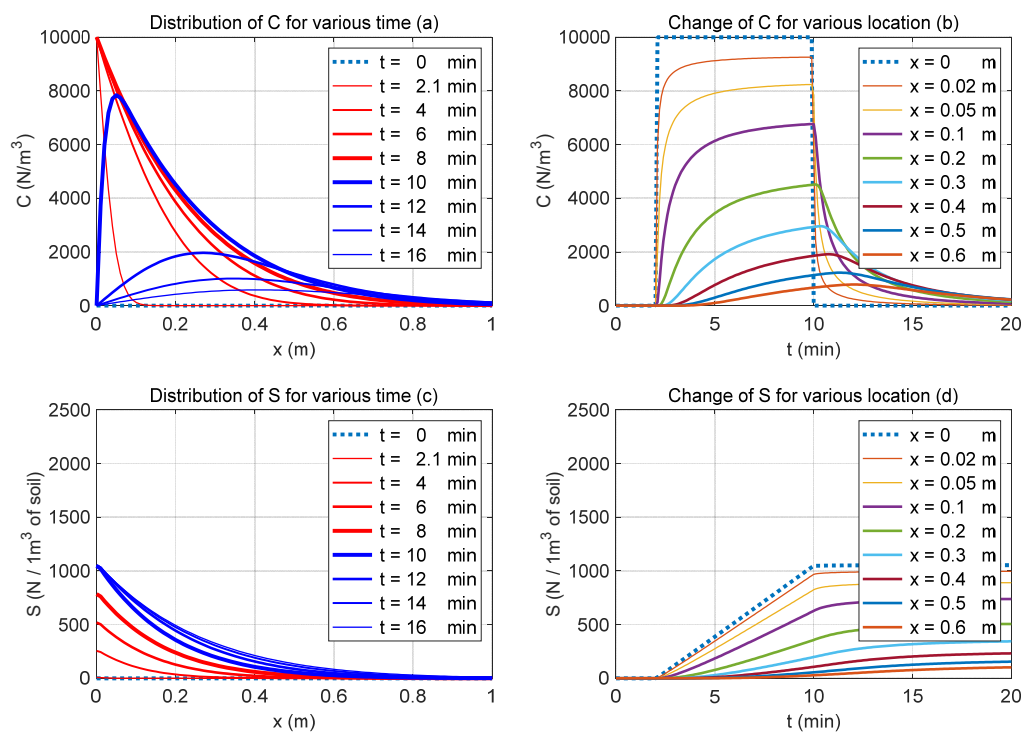 Distribution of C for various time (a)
10000
8000
6000
4000
2000
0
C (N/m³)
0 0.2 0.4 0.6 0.8 1
x (m)
t = 0 min
t = 2.1 min
t = 4 min
t = 6 min
t = 8 min
t = 10 min
t = 12 min
t = 14 min
t = 16 min
Change of C for various location (b)
10000
8000
6000
4000
2000
0
C (N/m³)
0 5 10 15 20
t (min)
x = 0 m
x = 0.02 m
x = 0.05 m
x = 0.1 m
x = 0.2 m
x = 0.3 m
x = 0.4 m
x = 0.5 m
x = 0.6 m
Distribution of S for various time (c)
2500
2000
1500
1000
500
0
S (N / 1m³ of soil)
0 0.2 0.4 0.6 0.8 1
x (m)
t = 0 min
t = 2.1 min
t = 4 min
t = 6 min
t = 8 min
t = 10 min
t = 12 min
t = 14 min
t = 16 min
Change of S for various location (d)
2500
2000
1500
1000
500
0
S (N / 1m³ of soil)
0 5 10 15 20
t (min)
x = 0 m
x = 0.02 m
x = 0.05 m
x = 0.1 m
x = 0.2 m
x = 0.3 m
x = 0.4 m
x = 0.5 m
x = 0.6 m